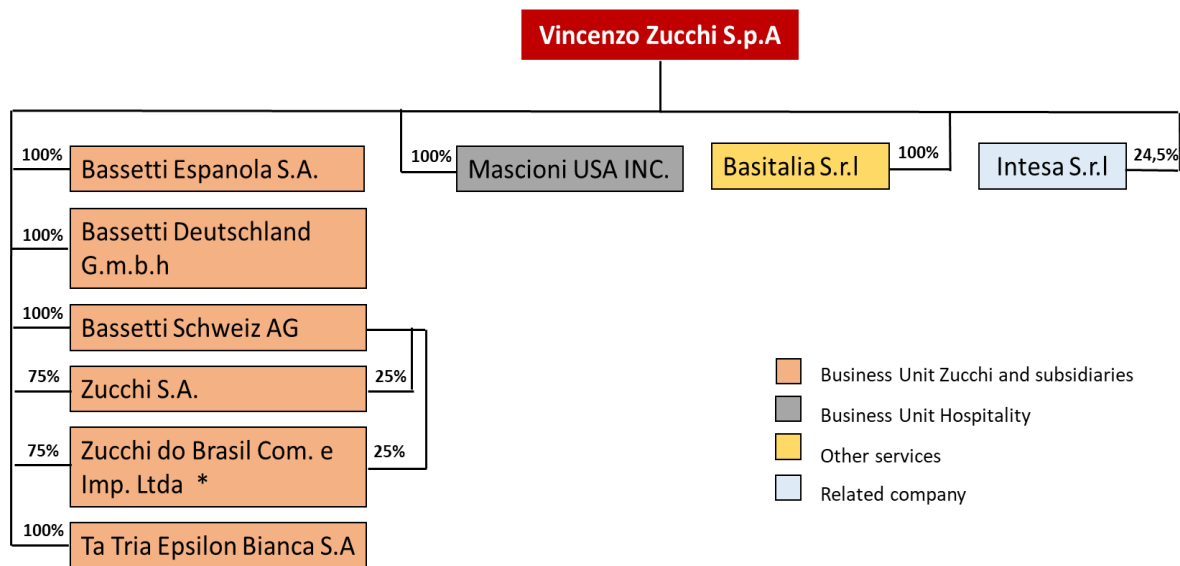 Vincenzo Zucchi S.p.A
100%
Bassetti Espanola S.A.
100%
Mascioni USA INC.
Basitalia S.r.l
100%
Intesa S.r.l
24,5%
100%
Bassetti Deutschland
G.m.b.h
100%
Bassetti Schweiz AG
75%
Zucchi S.A.
25%
75%
Zucchi do Brasil Com. e
Imp. Ltda *
25%
100%
Ta Tria Epsilon Bianca S.A
Business Unit Zucchi and subsidiaries
Business Unit Hospitality
Other services
Related company